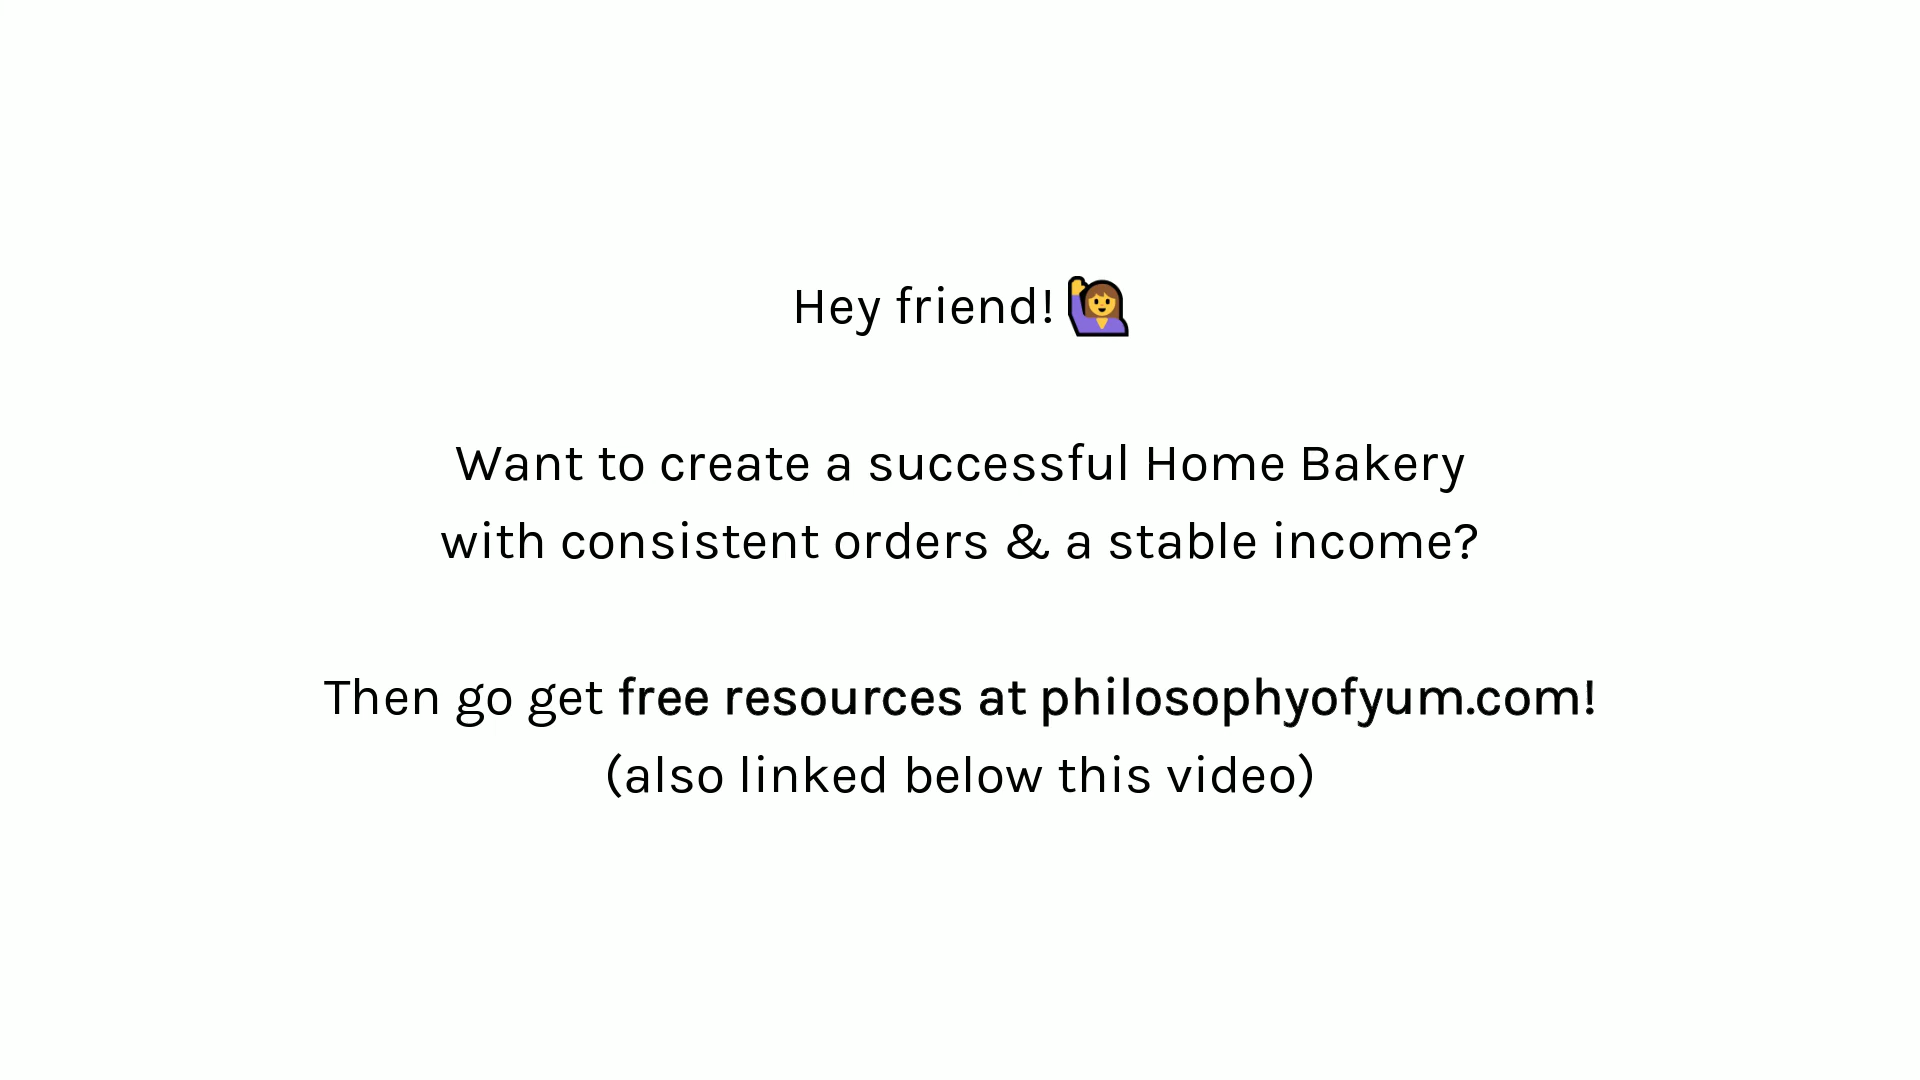 Hey friend! 🙋‍♀️
Want to create a successful Home Bakery
with consistent orders & a stable income?
Then go get free resources at philosophyofyum.com!
(also linked below this video)